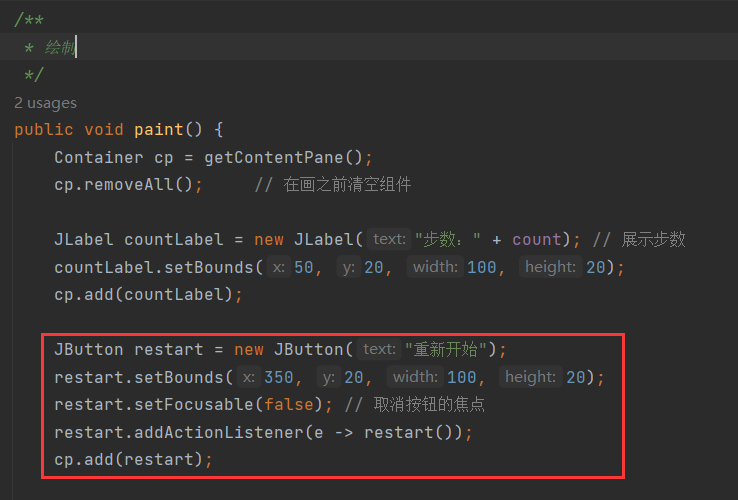 /**
* 绘制
*/
2 usages
public void paint() {
Container cp = getContentPane();
cp.removeAll(); // 在画之前清空组件
JLabel countLabel = new JLabel( text: "步数：" + count); // 展示步数
countLabel.setBounds( x: 50, y: 20, width: 100, height: 20);
cp.add(countLabel);
JButton restart = new JButton( text: "重新开始");
restart.setBounds( x: 350, y: 20, width: 100, height: 20);
restart.setFocusable(false); // 取消按钮的焦点
restart.addActionListener(e -> restart());
cp.add(restart);